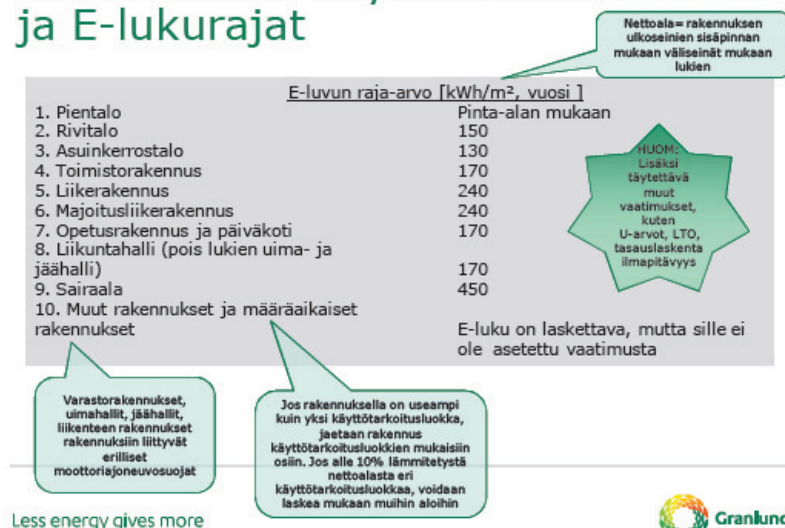 ja E-lukurajat
Nettoala= rakennuksen
ulkoseinien sisäpinnan
mukaan väliseinät mukaan
lukien
E-luvun raja-arvo [kWh/m², vuosi ]
1. Pientalo Pinta-alan mukaan
2. Rivitalo 150
3. Asuinkerrostalo 130
4. Toimistorakennus 170
5. Liikerakennus 240
6. Majoitusliikerakennus 240
7. Opetusrakennus ja päiväkoti 170
8. Liikuntahalli (pois lukien uima- ja
jäähalli) 170
9. Sairaala 450
10. Muut rakennukset ja määräaikaiset
rakennukset E-luku on laskettava, mutta sille ei
ole asetettu vaatimusta
HUOM:
Lisäksi
täytettävä
muut
vaatimukset,
kuten
U-arvot, LTO,
tasauslaskenta
ilmapitävyys
Varastorakennukset,
uimahallit, jäähallit,
liikenteen rakennukset
rakennuksiin liittyvät
erilliset
moottoriajoneuvosuojat
Jos rakennuksella on useampi
kuin yksi käyttötarkoitusluokka,
jaetaan rakennus
käyttötarkoitusluokkien mukaisiin
osiin. Jos alle 10% lämmitetystä
nettoalasta eri
käyttötarkoitusluokkaa, voidaan
laskea mukaan muihin aloihin
Less energy gives more
Granlund